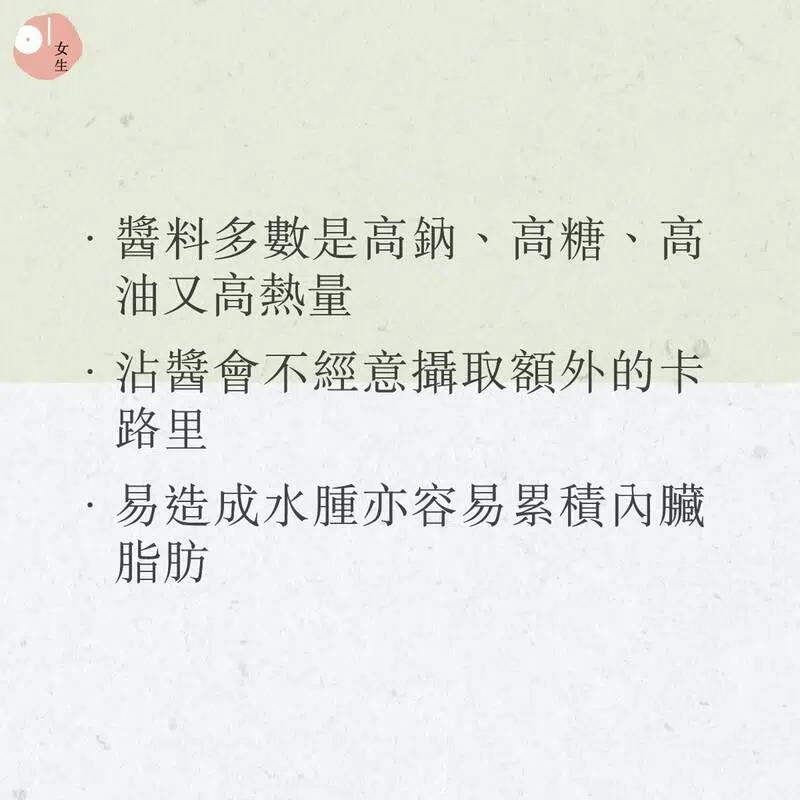 女生
· 醬料多數是高鈉、高糖、高
油又高熱量
· 沾醬會不經意攝取額外的卡
路里
· 易造成水腫亦容易累積內臟
脂肪